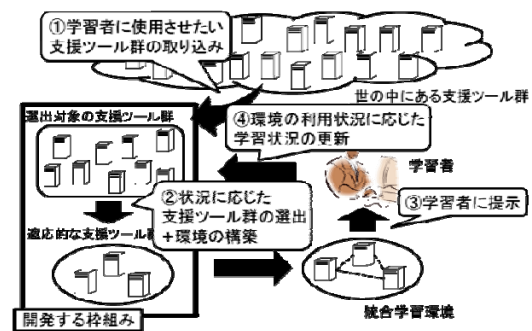 ①学習者に使用させたい
支援ツール群の取り込み
世の中にある支援ツール群
選出対象の支援ツール群
④環境の利用状況に応じた
学習状況の更新
学習者
②状況に応じた
支援ツール群の選出
+環境の構築
③学習者に提示
適応的な支援ツール群
統合学習環境
開発する枠組み